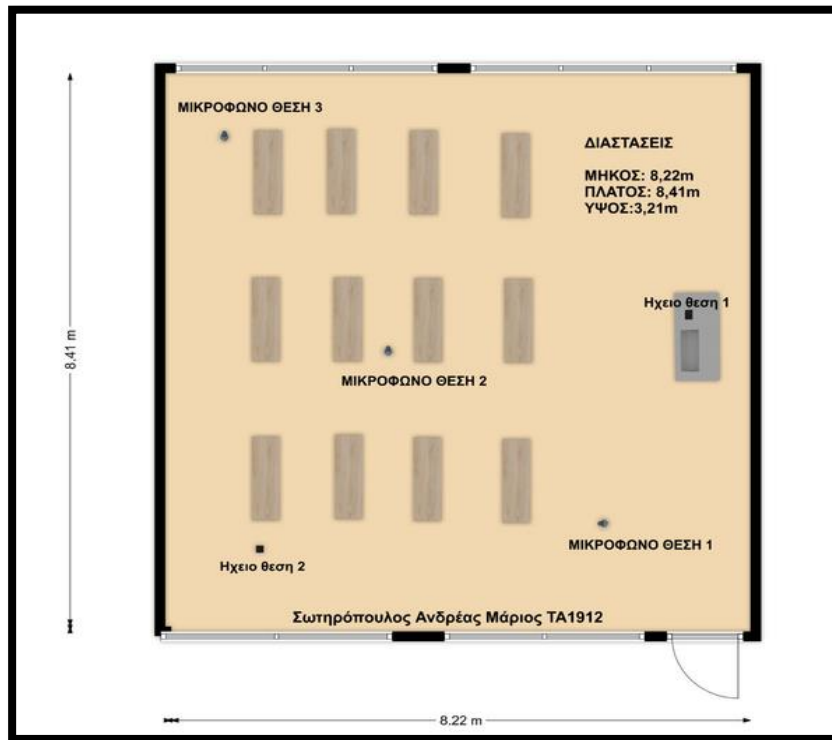 ΜΙΚΡΟΦΩΝΟ ΘΕΣΗ 3
ΔΙΑΣΤΑΣΕΙΣ
ΜΗΚΟΣ: 8,22m
ΠΛΑΤΟΣ: 8,41m
ΥΨΟΣ:3,21m
Ηχειο θεση 1
8.41 m
ΜΙΚΡΟΦΩΝΟ ΘΕΣΗ 2
ΜΙΚΡΟΦΩΝΟ ΘΕΣΗ 1
Ηχειο θεση 2
Σωτηρόπουλος Ανδρέας Μάριος ΤΑ1912
8.22 m